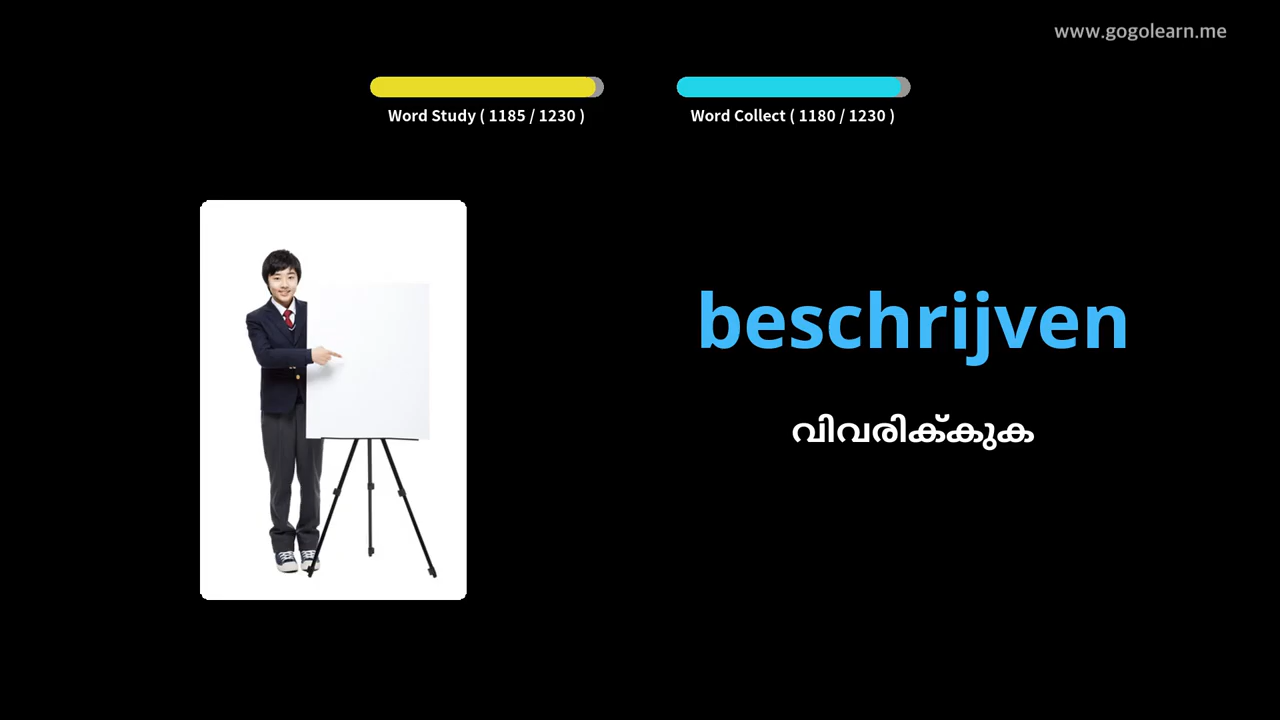 www.gogolearn.me
Word Study ( 1185 / 1230 )
Word Collect ( 1180 / 1230 )
beschrijven
വിവരിക്കുക